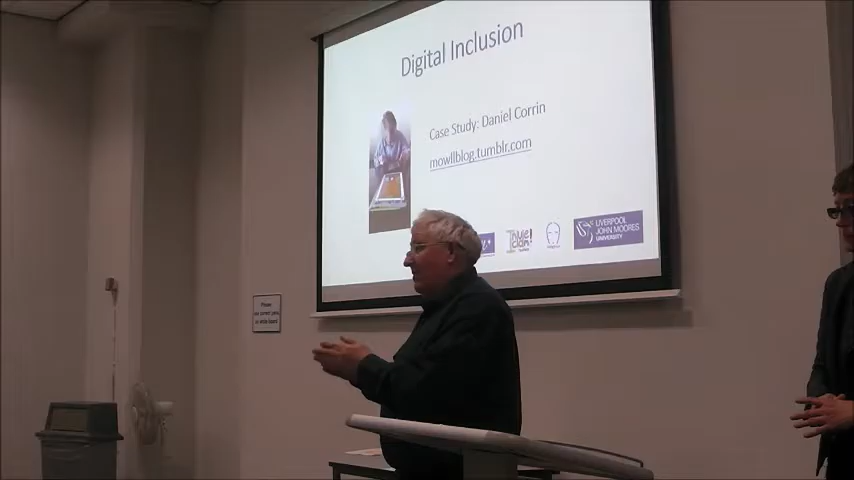 Digital Inclusion
Case Study: Daniel Corrin
mowllblog.tumblr.com
LIVERPOOL
JOHN MOORES
UNIVERSITY